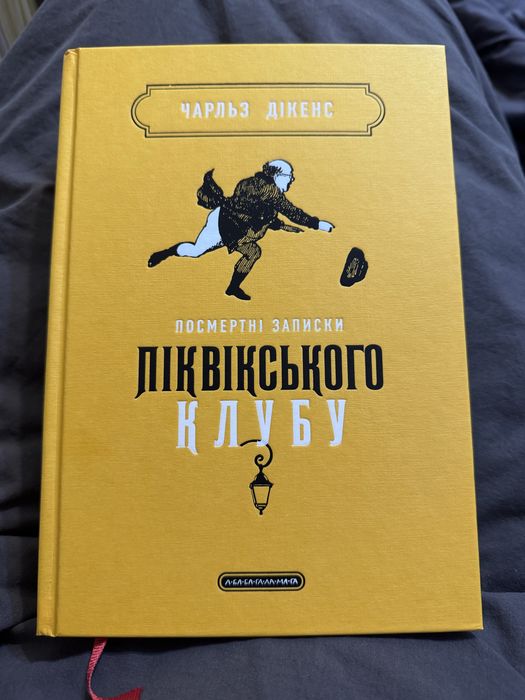 ЧАРЛЬЗ ДІКЕНС
ПОСМЕРТНІ ЗАПИСКИ
ПІКВІКСЬКОГО
КЛУБУ
А-БА-БА-ГА-ЛА-МА-ГА